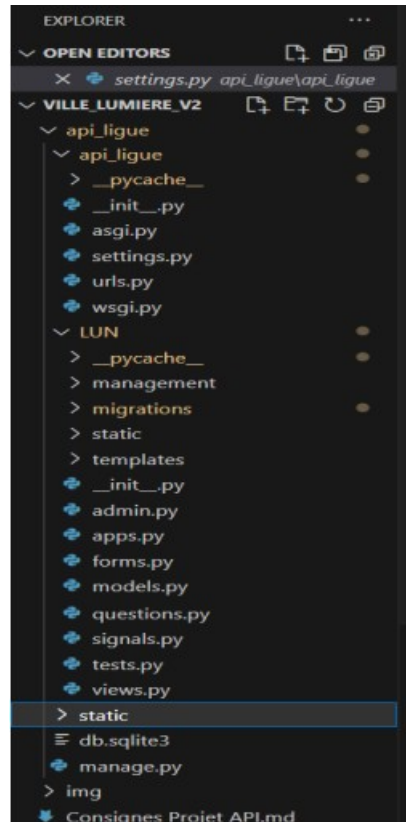 EXPLORER
OPEN EDITORS
settings.py api_ligue\api_ligue
VILLE_LUMIERE_V2
api_ligue
api_ligue
__pycache__
__init__.py
asgi.py
settings.py
urls.py
wsgi.py
LUN
__pycache__
management
migrations
static
templates
__init__.py
admin.py
apps.py
forms.py
models.py
questions.py
signals.py
tests.py
views.py
static
db.sqlite3
manage.py
img
Consignes Projet API.md